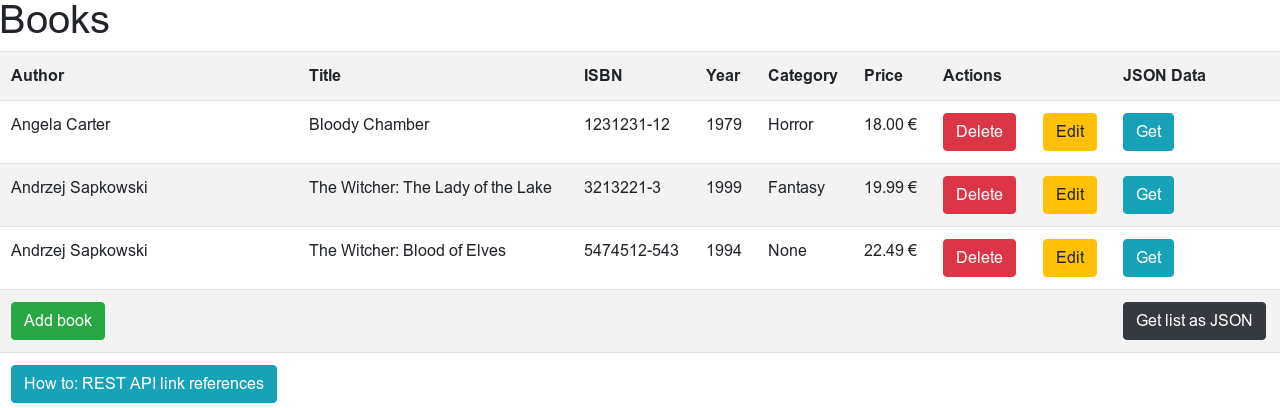 Books
Author Title ISBN Year Category Price Actions JSON Data
Angela Carter Bloody Chamber 1231231-12 1979 Horror 18.00 € Delete Edit Get
Andrzej Sapkowski The Witcher: The Lady of the Lake 3213221-3 1999 Fantasy 19.99 € Delete Edit Get
Andrzej Sapkowski The Witcher: Blood of Elves 5474512-543 1994 None 22.49 € Delete Edit Get
Add book Get list as JSON
How to: REST API link references